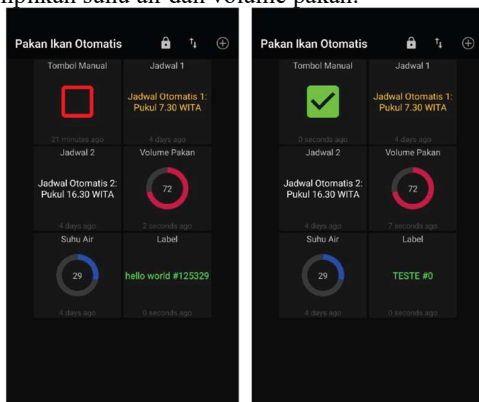 suhu air dan volume pakan.
Pakan Ikan Otomatis
Tombol Manual
Jadwal 1
Jadwal Otomatis 1:
Pukul 7.30 WITA
21 minutes ago
4 days ago
Jadwal 2
Volume Pakan
Jadwal Otomatis 2:
Pukul 16.30 WITA
72
4 days ago
2 seconds ago
Suhu Air
Label
29
hello world #125329
4 days ago
0 seconds ago
Pakan Ikan Otomatis
Tombol Manual
Jadwal 1
Jadwal Otomatis 1:
Pukul 7.30 WITA
0 seconds ago
4 days ago
Jadwal 2
Volume Pakan
Jadwal Otomatis 2:
Pukul 16.30 WITA
72
4 days ago
7 seconds ago
Suhu Air
Label
29
TESTE #0
4 days ago
0 seconds ago